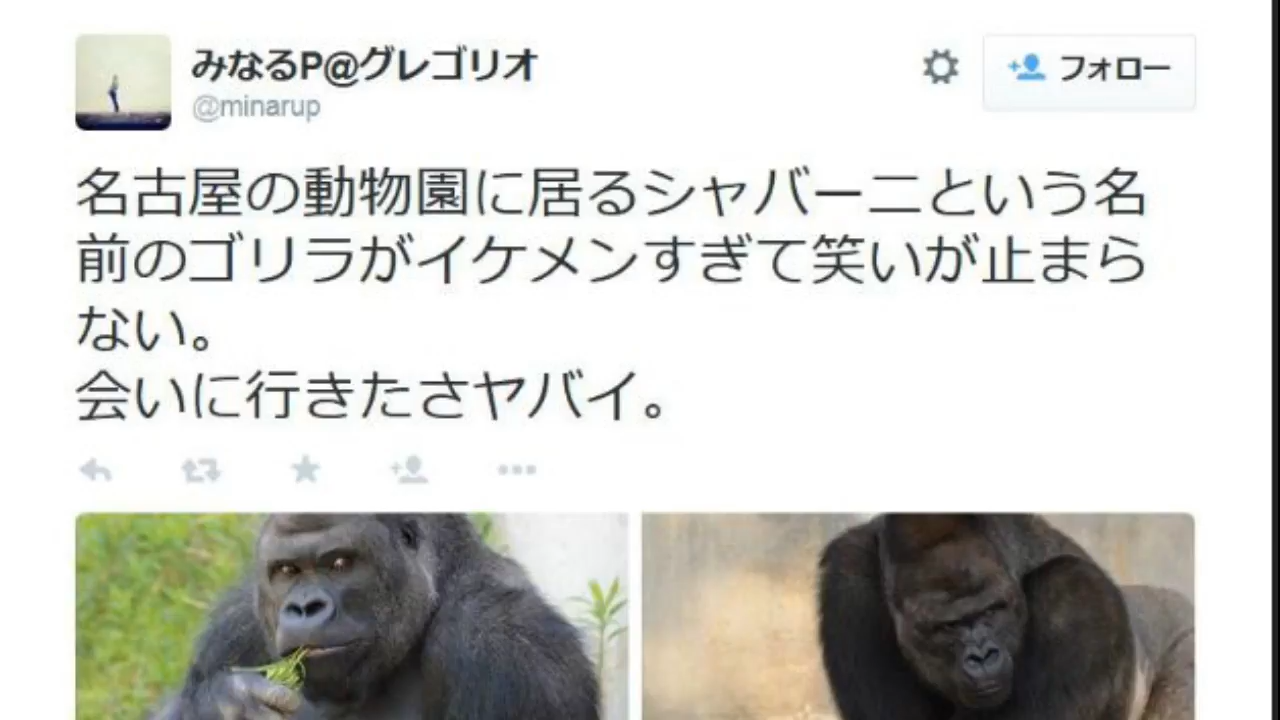 みなるP@グレゴリオ
@minarup
フォロー
名古屋の動物園に居るシャバーニという名
前のゴリラがイケメンすぎて笑いが止まら
ない。
会いに行きたさヤバイ。